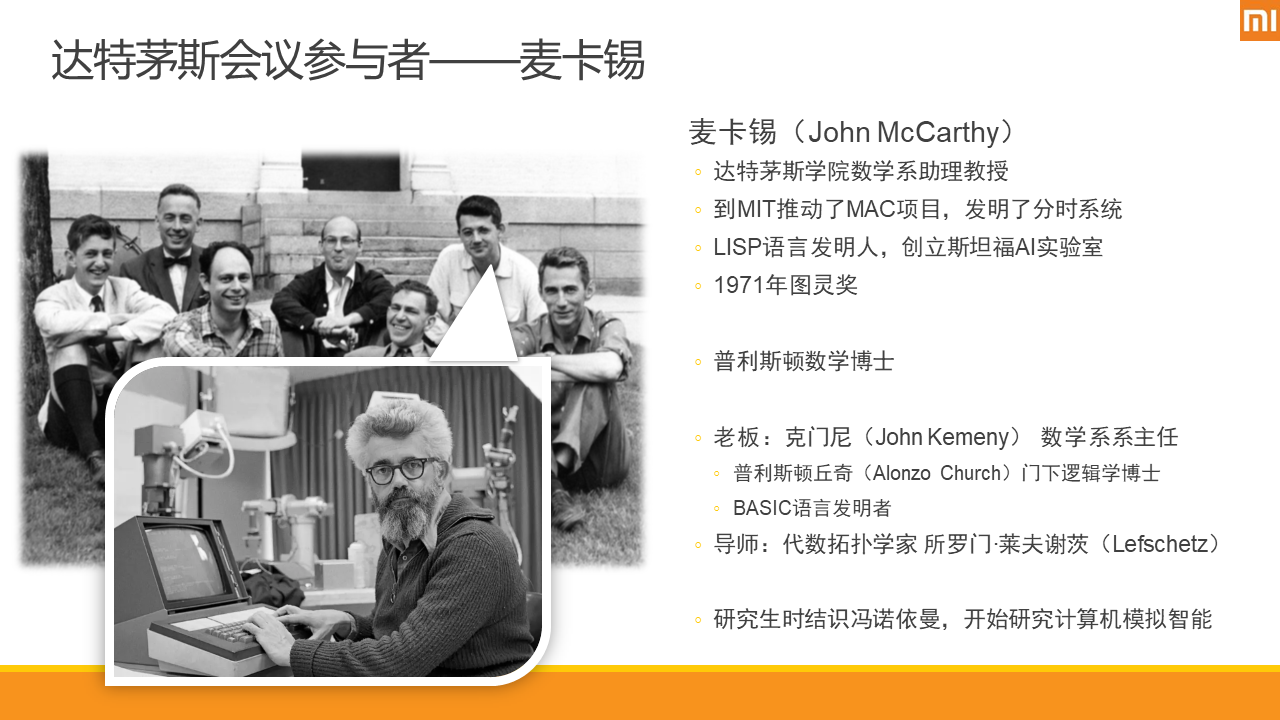 达特茅斯会议参与者——麦卡锡
mi
麦卡锡（John McCarthy）
达特茅斯学院数学系助理教授
到MIT推动了MAC项目，发明了分时系统
LISP语言发明人，创立斯坦福AI实验室
1971年图灵奖
普利斯顿数学博士
老板：克门尼（John Kemeny） 数学系系主任
普利斯顿丘奇（Alonzo Church）门下逻辑学博士
BASIC语言发明者
导师：代数拓扑学家 所罗门·莱夫谢茨（Lefschetz）
研究生时结识冯诺依曼，开始研究计算机模拟智能